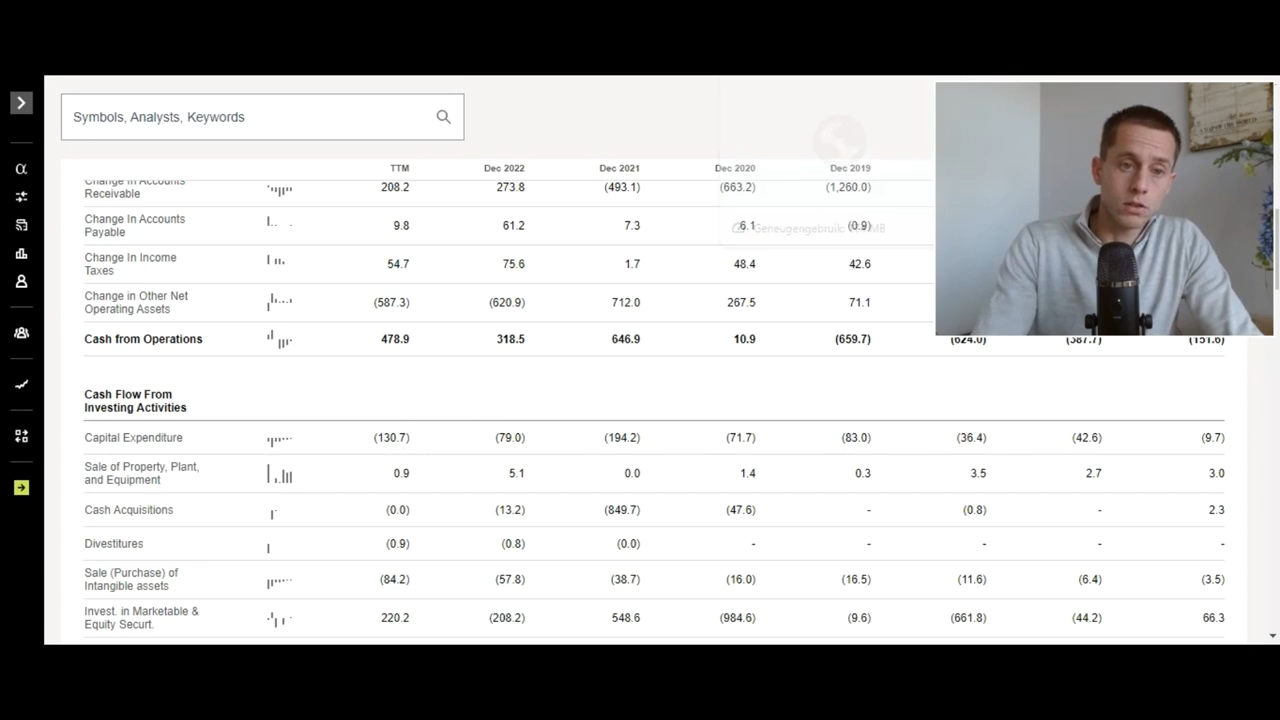 Symbols, Analysts, Keywords
TTM Dec 2022 Dec 2021 Dec 2020 Dec 2019
Change In Accounts
Receivable 208.2 273.8 (493.1) (663.2) (1,260.0)
Change In Accounts
Payable 9.8 61.2 7.3 6.1 (0.9)
Change In Income
Taxes 54.7 75.6 1.7 48.4 42.6
Change in Other Net
Operating Assets (587.3) (620.9) 712.0 267.5 71.1
Cash from Operations 478.9 318.5 646.9 10.9 (659.7) (624.0) (387.7) (151.6)
Cash Flow From
Investing Activities
Capital Expenditure (130.7) (79.0) (194.2) (71.7) (83.0) (36.4) (42.6) (9.7)
Sale of Property, Plant,
and Equipment 0.9 5.1 0.0 1.4 0.3 3.5 2.7 3.0
Cash Acquisitions (0.0) (13.2) (849.7) (47.6) - (0.8) - 2.3
Divestitures (0.9) (0.8) (0.0) - - - - -
Sale (Purchase) of
Intangible assets (84.2) (57.8) (38.7) (16.0) (16.5) (11.6) (6.4) (3.5)
Invest. in Marketable &
Equity Securt. 220.2 (208.2) 548.6 (984.6) (9.6) (661.8) (44.2) 66.3